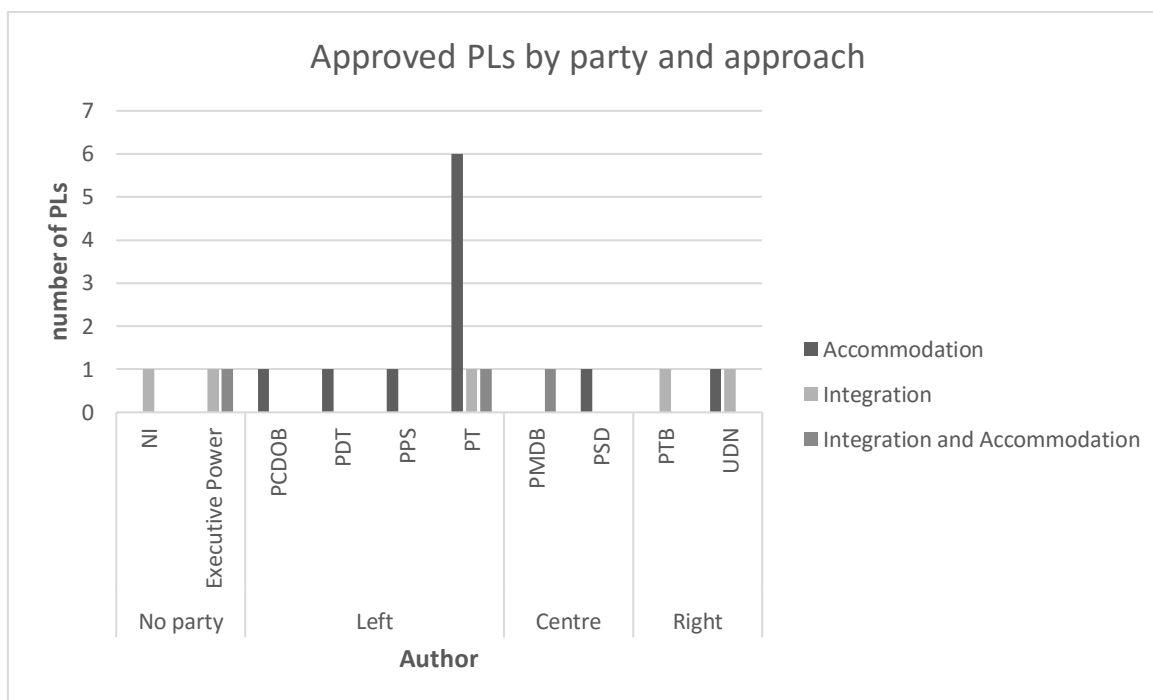 Approved PLs by party and approach
number of PLs
7
6
5
4
3
2
1
0
NI
Executive Power
PCDOB
PDT
PPS
PT
PMDB
PSD
PTB
UDN
No party
Left
Centre
Right
Author
Accommodation
Integration
Integration and Accommodation